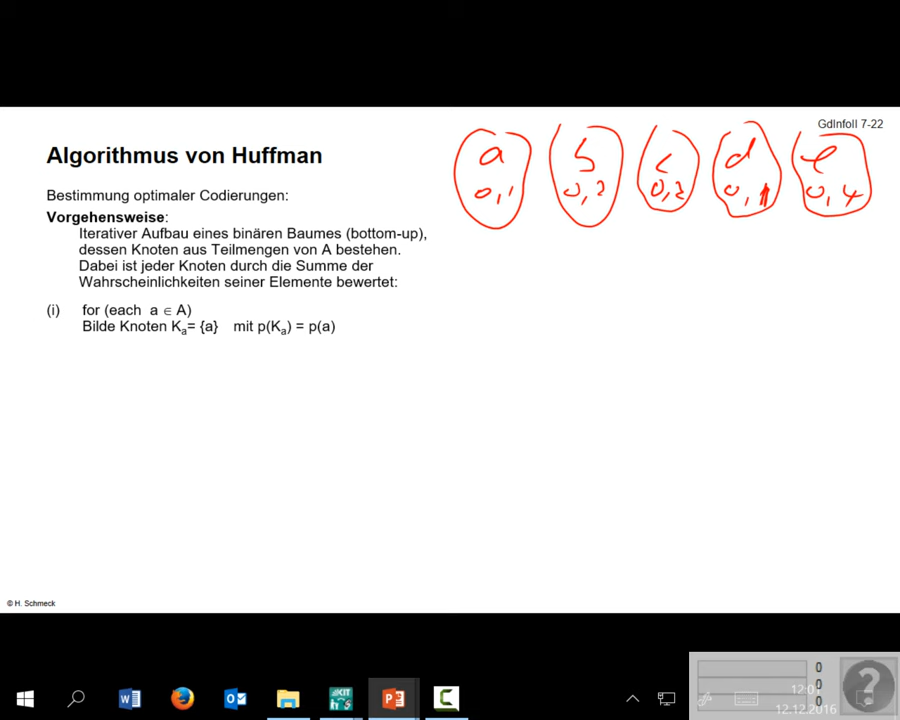 GdInfoII 7-22
Algorithmus von Huffman
a b c d e
0,1 0,2 0,2 0,1 0,4
Bestimmung optimaler Codierungen:
Vorgehensweise:
Iterativer Aufbau eines binären Baumes (bottom-up),
dessen Knoten aus Teilmengen von A bestehen.
Dabei ist jeder Knoten durch die Summe der
Wahrscheinlichkeiten seiner Elemente bewertet:
(i) for (each a ∈ A)
Bilde Knoten Kₐ= {a} mit p(Kₐ) = p(a)
© H. Schmeck
0
0
0
12.12.2016